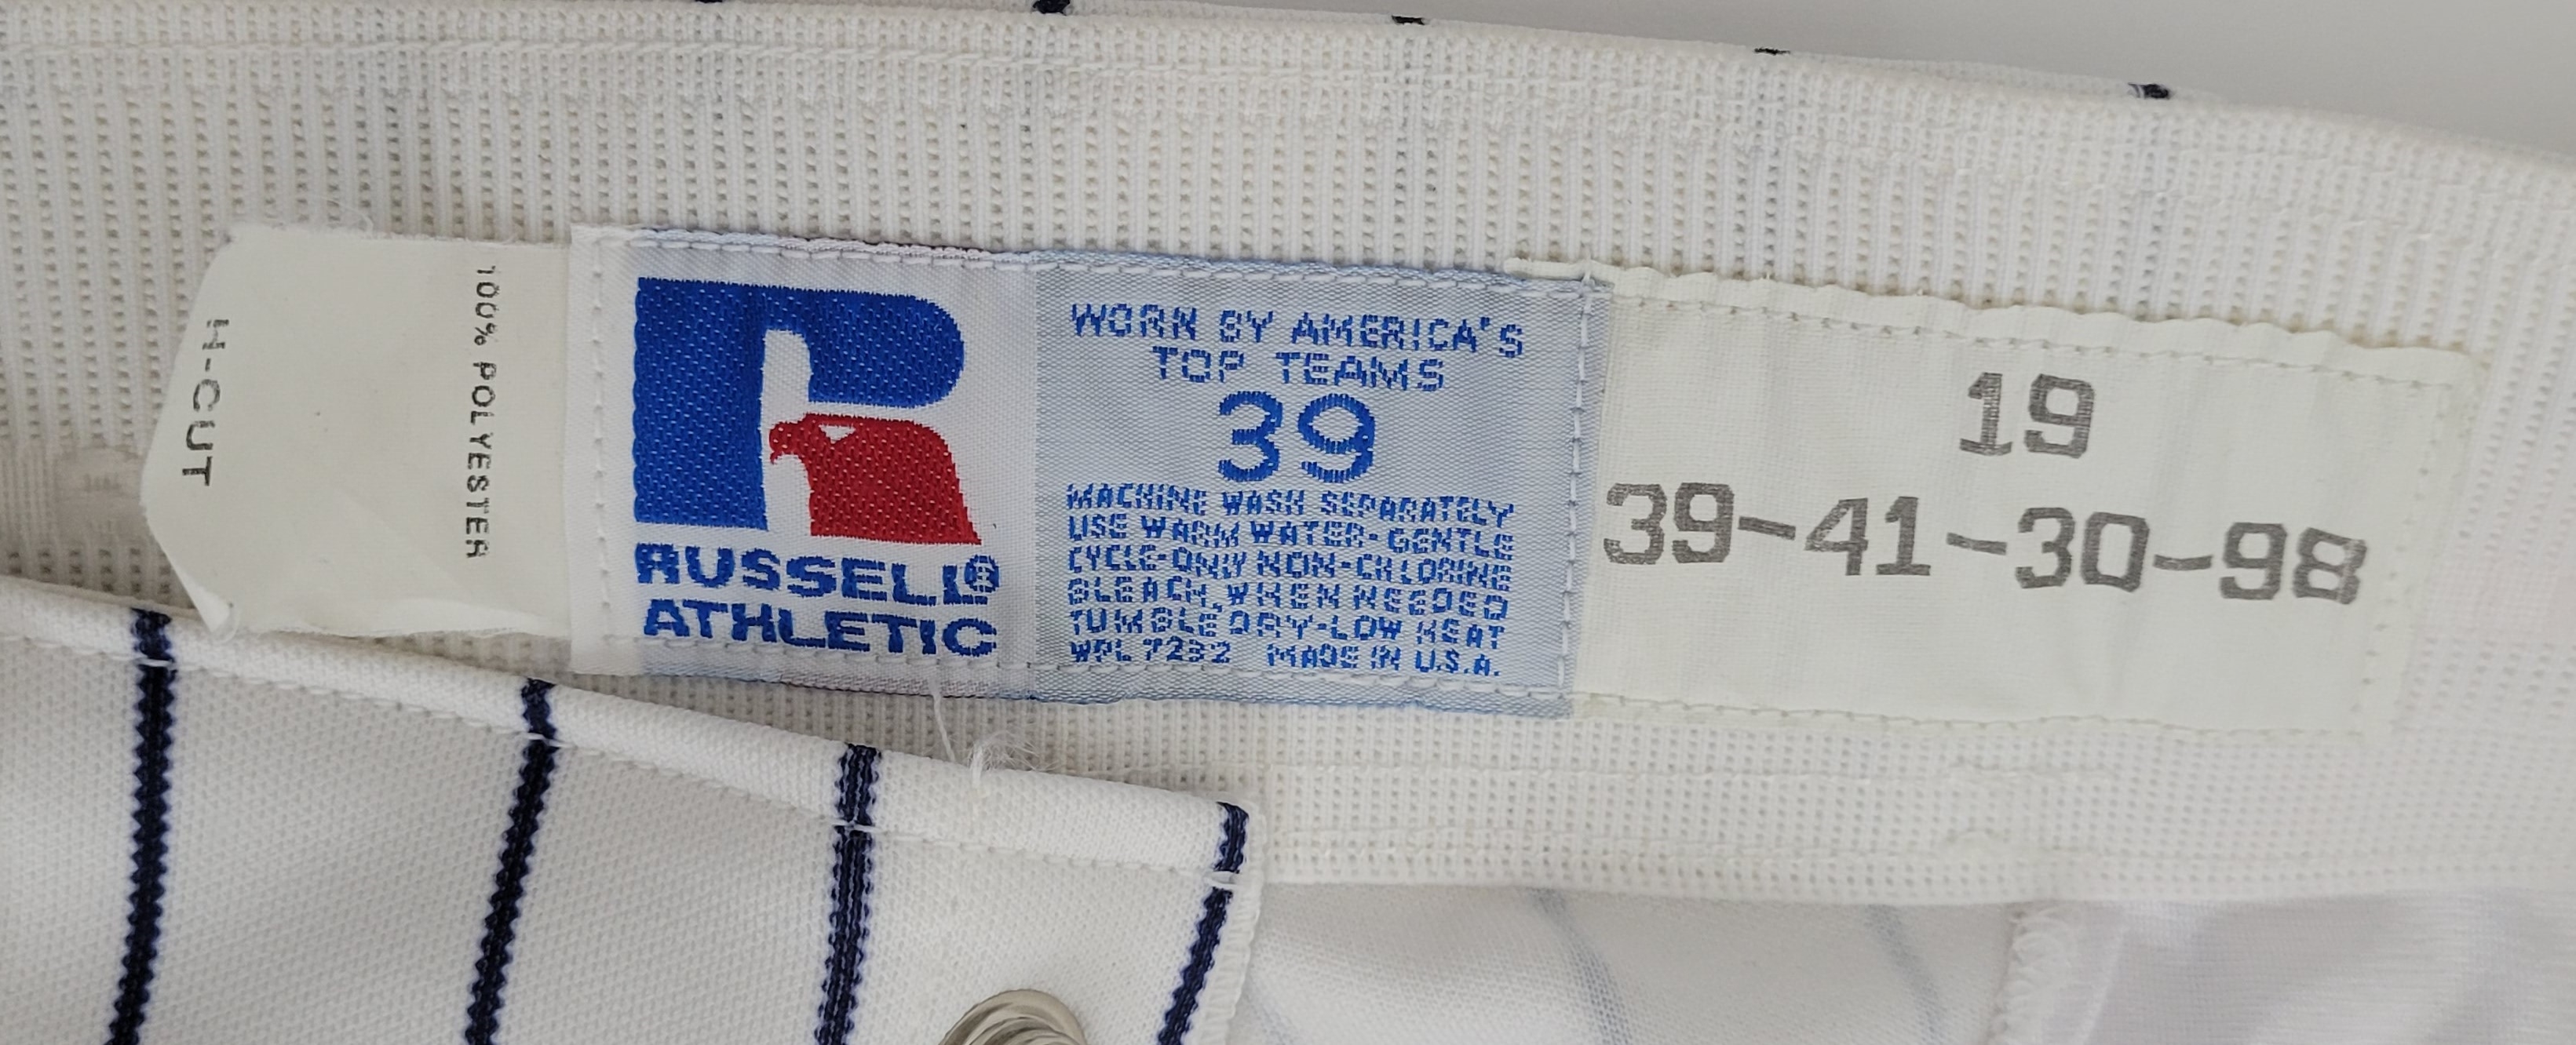 H-CUT
100% POLYESTER
RUSSELL®
ATHLETIC
WORN BY AMERICA'S
TOP TEAMS
39
MACHINE WASH SEPARATELY
USE WARM WATER-GENTLE
CYCLE-ONLY NON-CHLORINE
BLEACH, WHEN NEEDED
TUMBLE DRY-LOW HEAT
WPL 7232 MADE IN U.S.A.
19
39-41-30-98